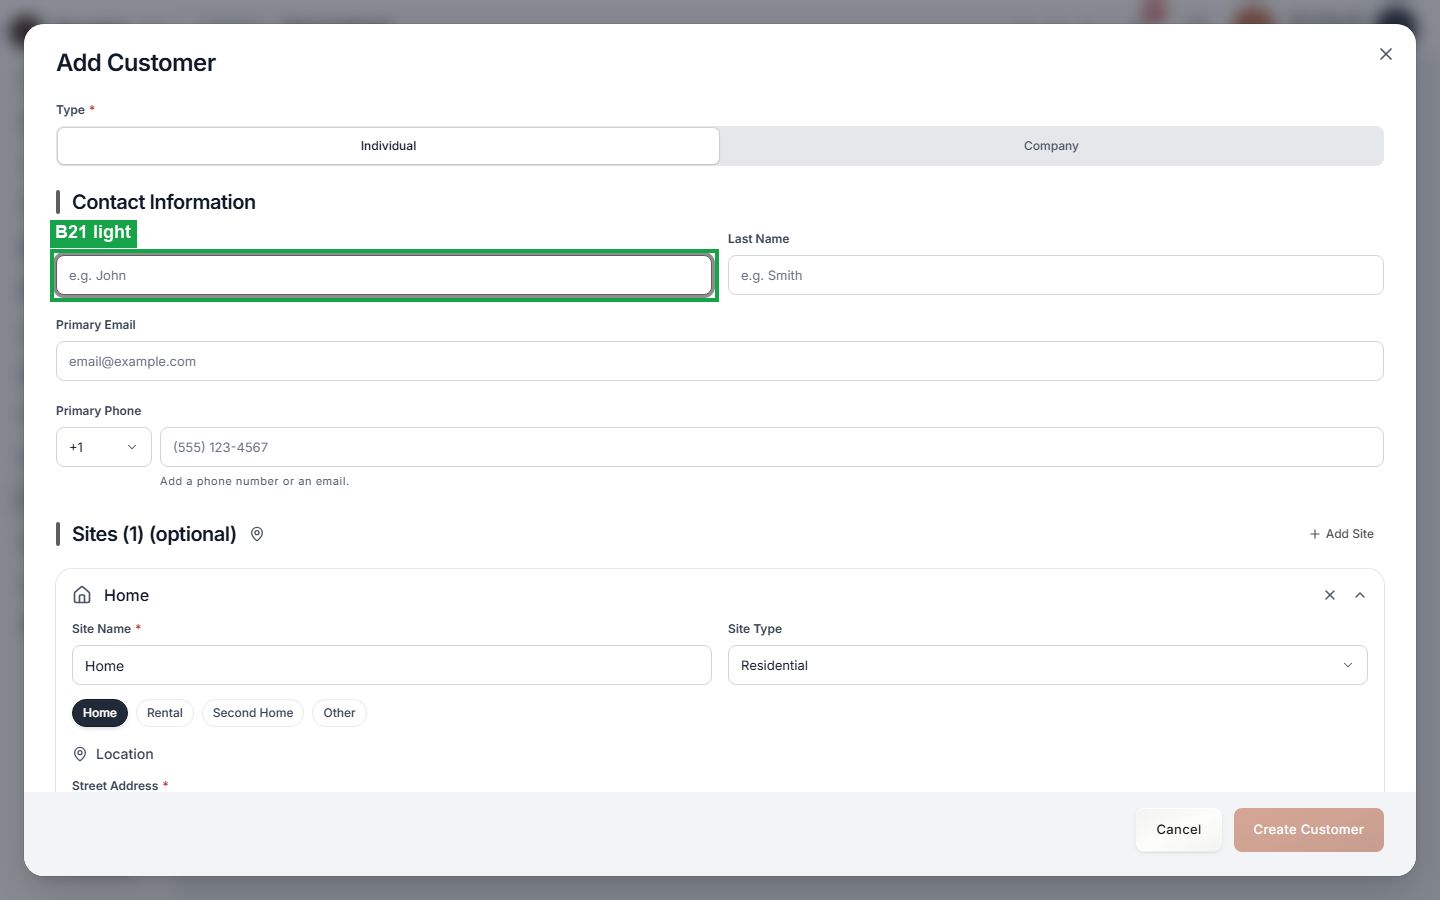 Add Customer
Type *
Individual
Company
Contact Information
B21 light
Last Name
e.g. John
e.g. Smith
Primary Email
email@example.com
Primary Phone
+1
(555) 123-4567
Add a phone number or an email.
Sites (1) (optional)
+ Add Site
Home
Site Name *
Site Type
Home
Residential
Home
Rental
Second Home
Other
Location
Street Address *
Cancel
Create Customer